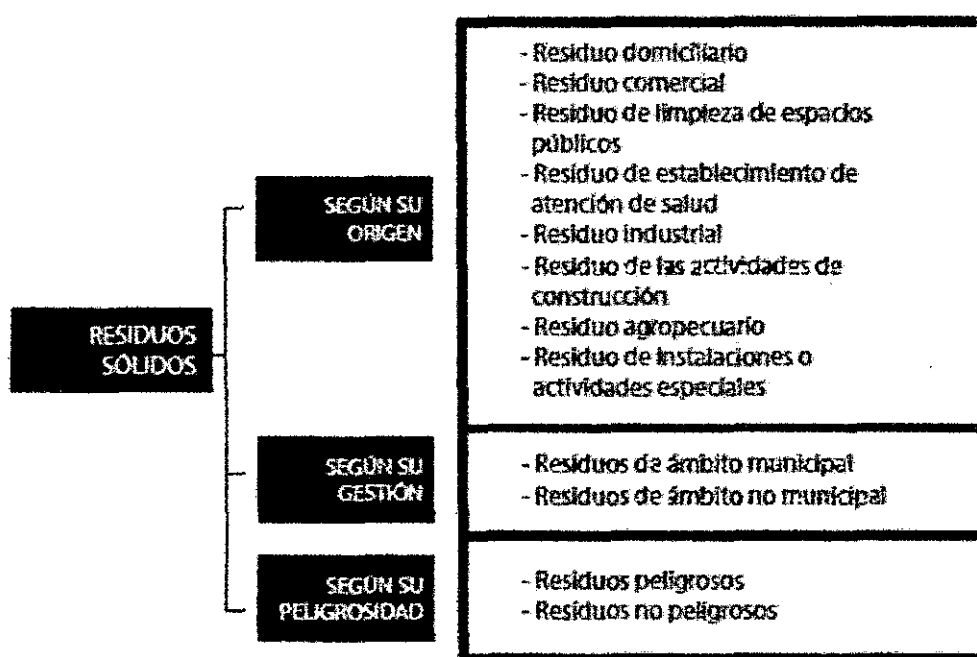 RESIDUOS
SÓLIDOS
SEGÚN SU
ORIGEN
- Residuo domiciliario
- Residuo comercial
- Residuo de limpieza de espacios
públicos
- Residuo de establecimiento de
atención de salud
- Residuo industrial
- Residuo de las actividades de
construcción
- Residuo agropecuario
- Residuo de instalaciones o
actividades especiales
SEGÚN SU
GESTIÓN
- Residuos de ámbito municipal
- Residuos de ámbito no municipal
SEGÚN SU
PELIGROSIDAD
- Residuos peligrosos
- Residuos no peligrosos